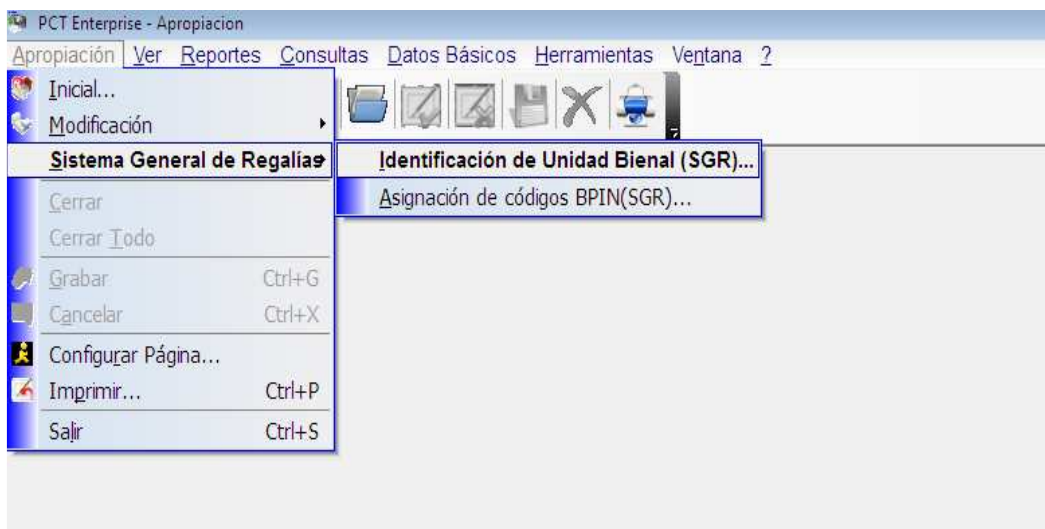 PCT Enterprise - Apropiacion
Apropiación Ver Reportes Consultas Datos Básicos Herramientas Ventana ?
Inicial...
Modificación
Sistema General de Regalías
Identificación de Unidad Bienal (SGR)...
Asignación de códigos BPIN(SGR)...
Cerrar
Cerrar Todo
Grabar Ctrl+G
Cancelar Ctrl+X
Configurar Página...
Imprimir... Ctrl+P
Salir Ctrl+S